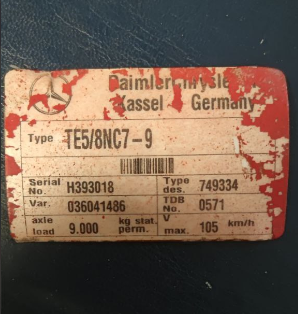 DaimlerChrysler
Kassel Germany
Type TE5/8NC7-9
Serial No. H393018 Type des. 749334
Var. 036041486 TDB No. 0571
axle load 9.000 kg stat. perm. V max. 105 km/h